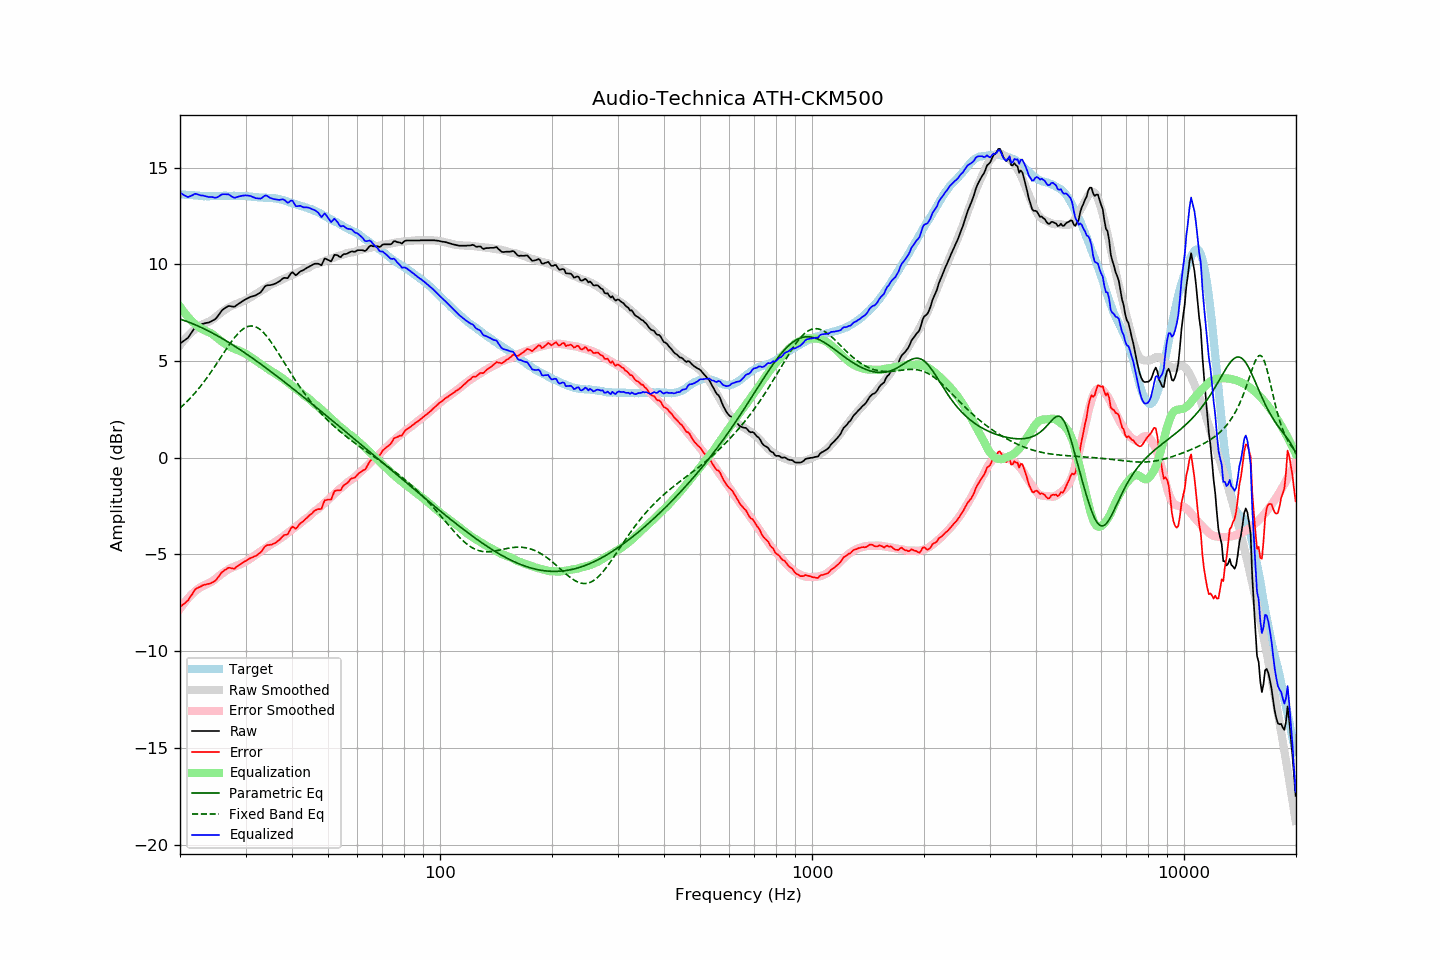 Audio-Technica ATH-CKM500
Amplitude (dBr)
15
10
5
0
−5
−10
−15
−20
Target
Raw Smoothed
Error Smoothed
Raw
Error
Equalization
Parametric Eq
Fixed Band Eq
Equalized
100
1000
10000
Frequency (Hz)